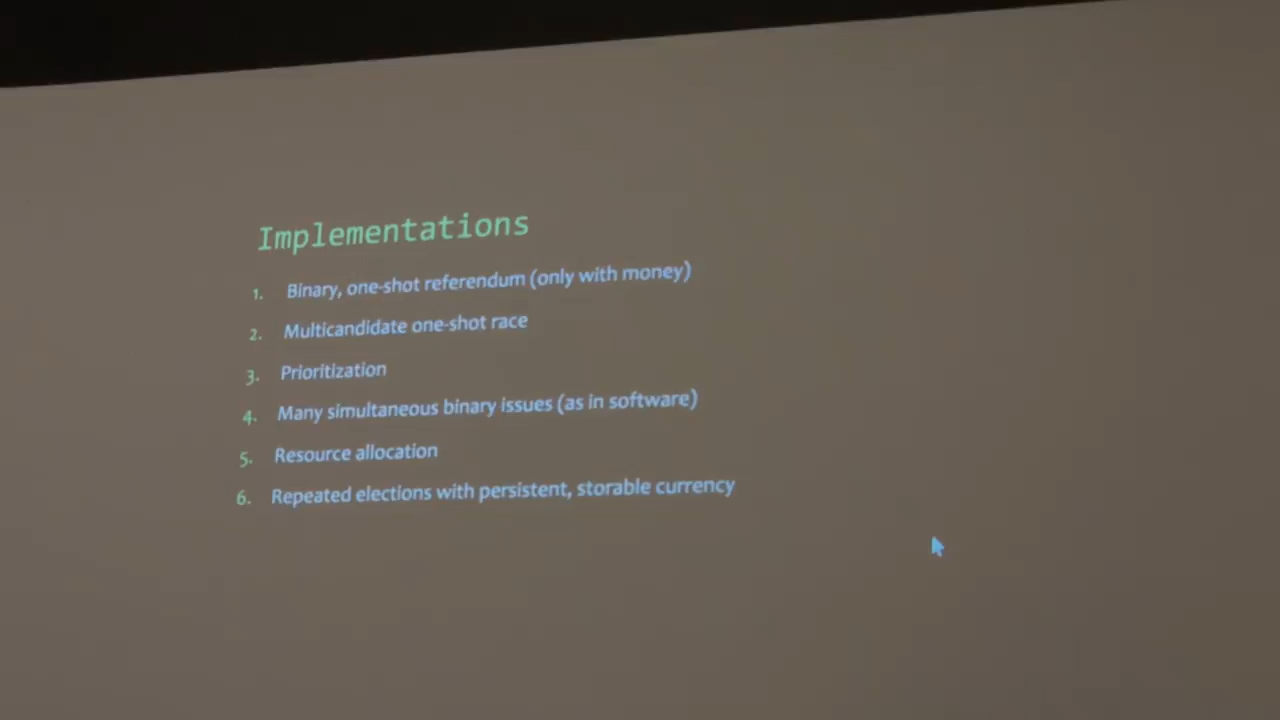 Implementations
1. Binary, one-shot referendum (only with money)
2. Multicandidate one-shot race
3. Prioritization
4. Many simultaneous binary issues (as in software)
5. Resource allocation
6. Repeated elections with persistent, storable currency